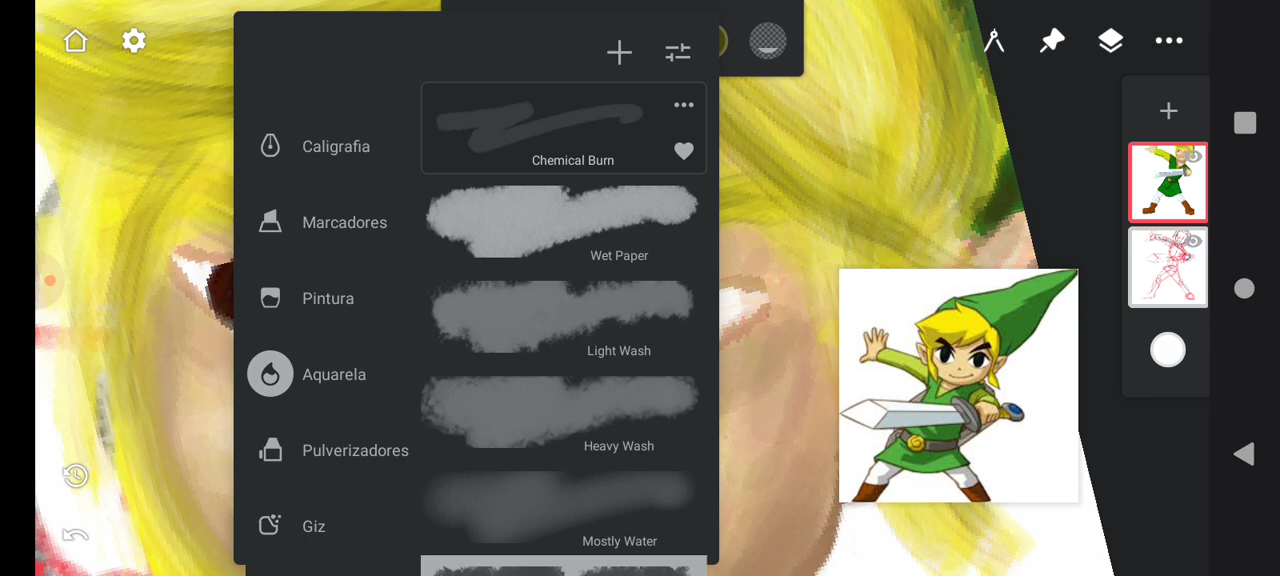 Caligrafia
Marcadores
Pintura
Aquarela
Pulverizadores
Giz
Chemical Burn
Wet Paper
Light Wash
Heavy Wash
Mostly Water